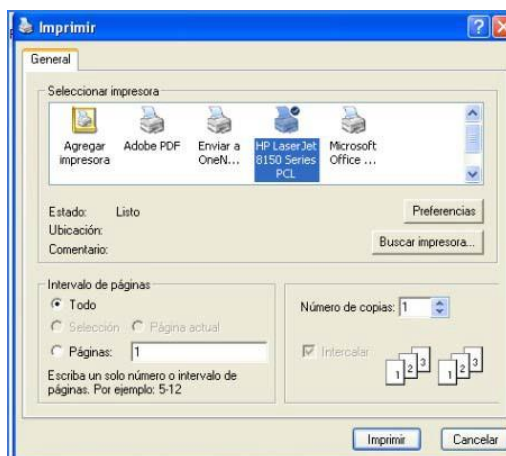 Imprimir
General
Seleccionar impresora
Agregar impresora
Adobe PDF
Enviar a OneN...
HP LaserJet 8150 Series PCL
Microsoft Office ...
Estado: Listo
Preferencias
Ubicación:
Comentario:
Buscar impresora...
Intervalo de páginas
Todo
Selección Página actual
Páginas: 1
Escriba un solo número o intervalo de
páginas. Por ejemplo: 5-12
Número de copias: 1
Intercalar
1 2 3 1 2 3
Imprimir Cancelar